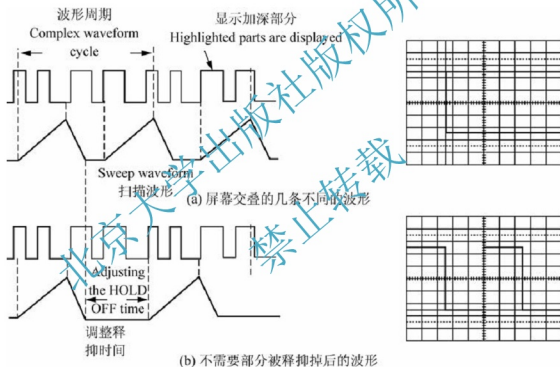 波形周期
Complex waveform
cycle
显示加深部分
Highlighted parts are displayed
Sweep waveform
扫描波形
(a) 屏幕交叠的几条不同的波形
Adjusting
the HOLD
OFF time
调整释
抑时间
(b) 不需要部分被释抑掉后的波形
北京大学出版社版权所有
禁止转载